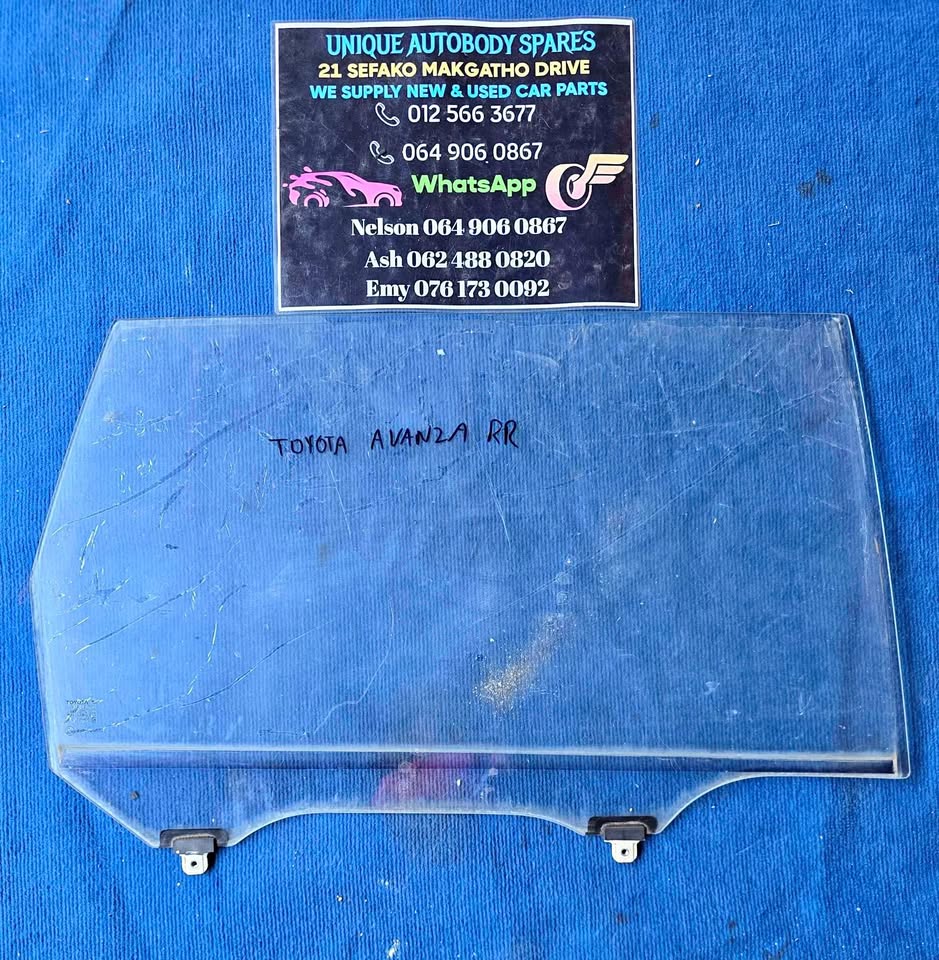 UNIQUE AUTOBODY SPARES
21 SEFAKO MAKGATHO DRIVE
WE SUPPLY NEW & USED CAR PARTS
012 566 3677
064 906 0867
WhatsApp
Nelson 064 906 0867
Ash 062 488 0820
Emy 076 173 0092
TOYOTA AVANZA RR
TOYOTA